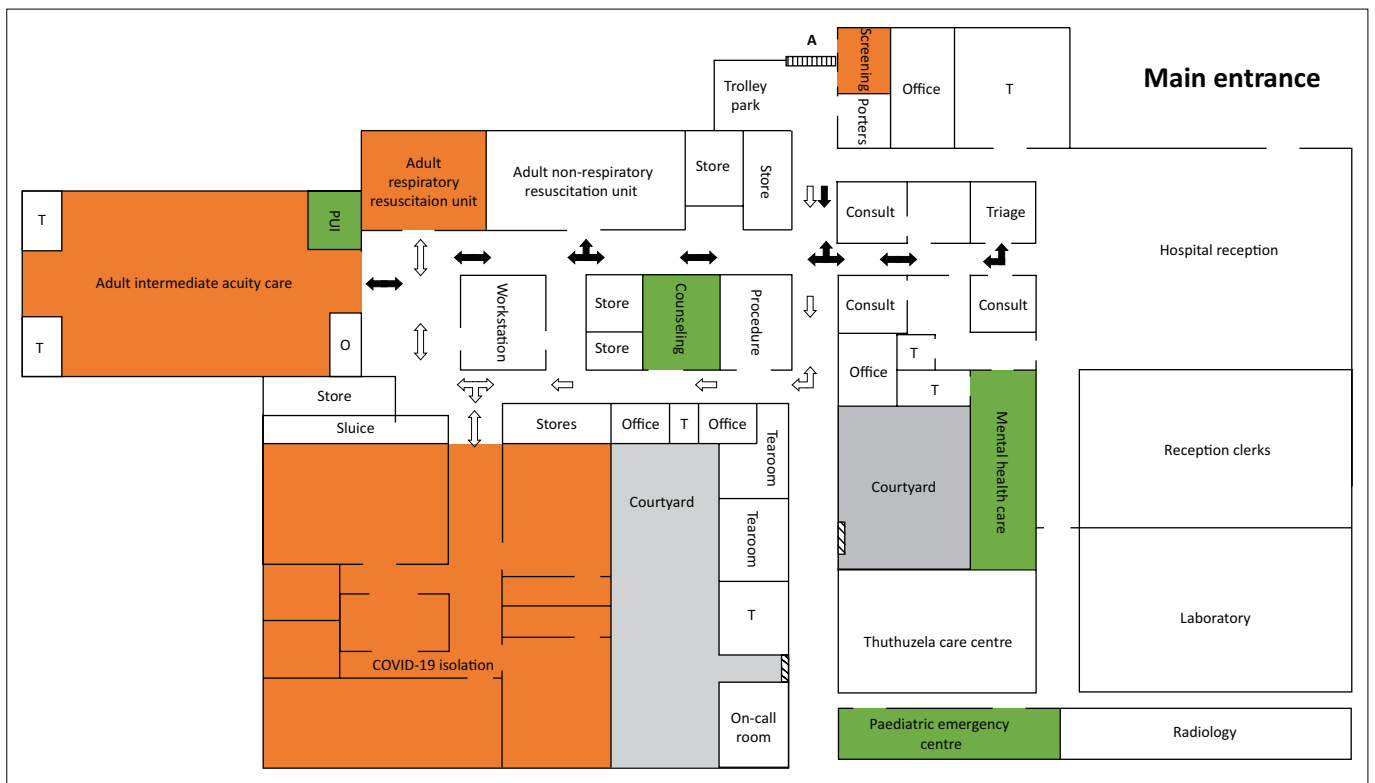 A
Screening
Office
T
Main entrance
Trolley
park
Porters
Adult
respiratory
resuscitaion unit
Adult non-respiratory
resuscitation unit
Store
Store
T
PUI
Consult
Triage
Hospital reception
Adult intermediate acuity care
Workstation
Store
Counseling
Procedure
Consult
Consult
Store
T
O
T
Office
T
Store
Sluice
Stores
Office
T
Office
Tearoom
Mental health care
Reception clerks
Courtyard
Courtyard
Tearoom
T
Laboratory
Thuthuzela care centre
COVID-19 isolation
On-call
room
Paediatric emergency
centre
Radiology